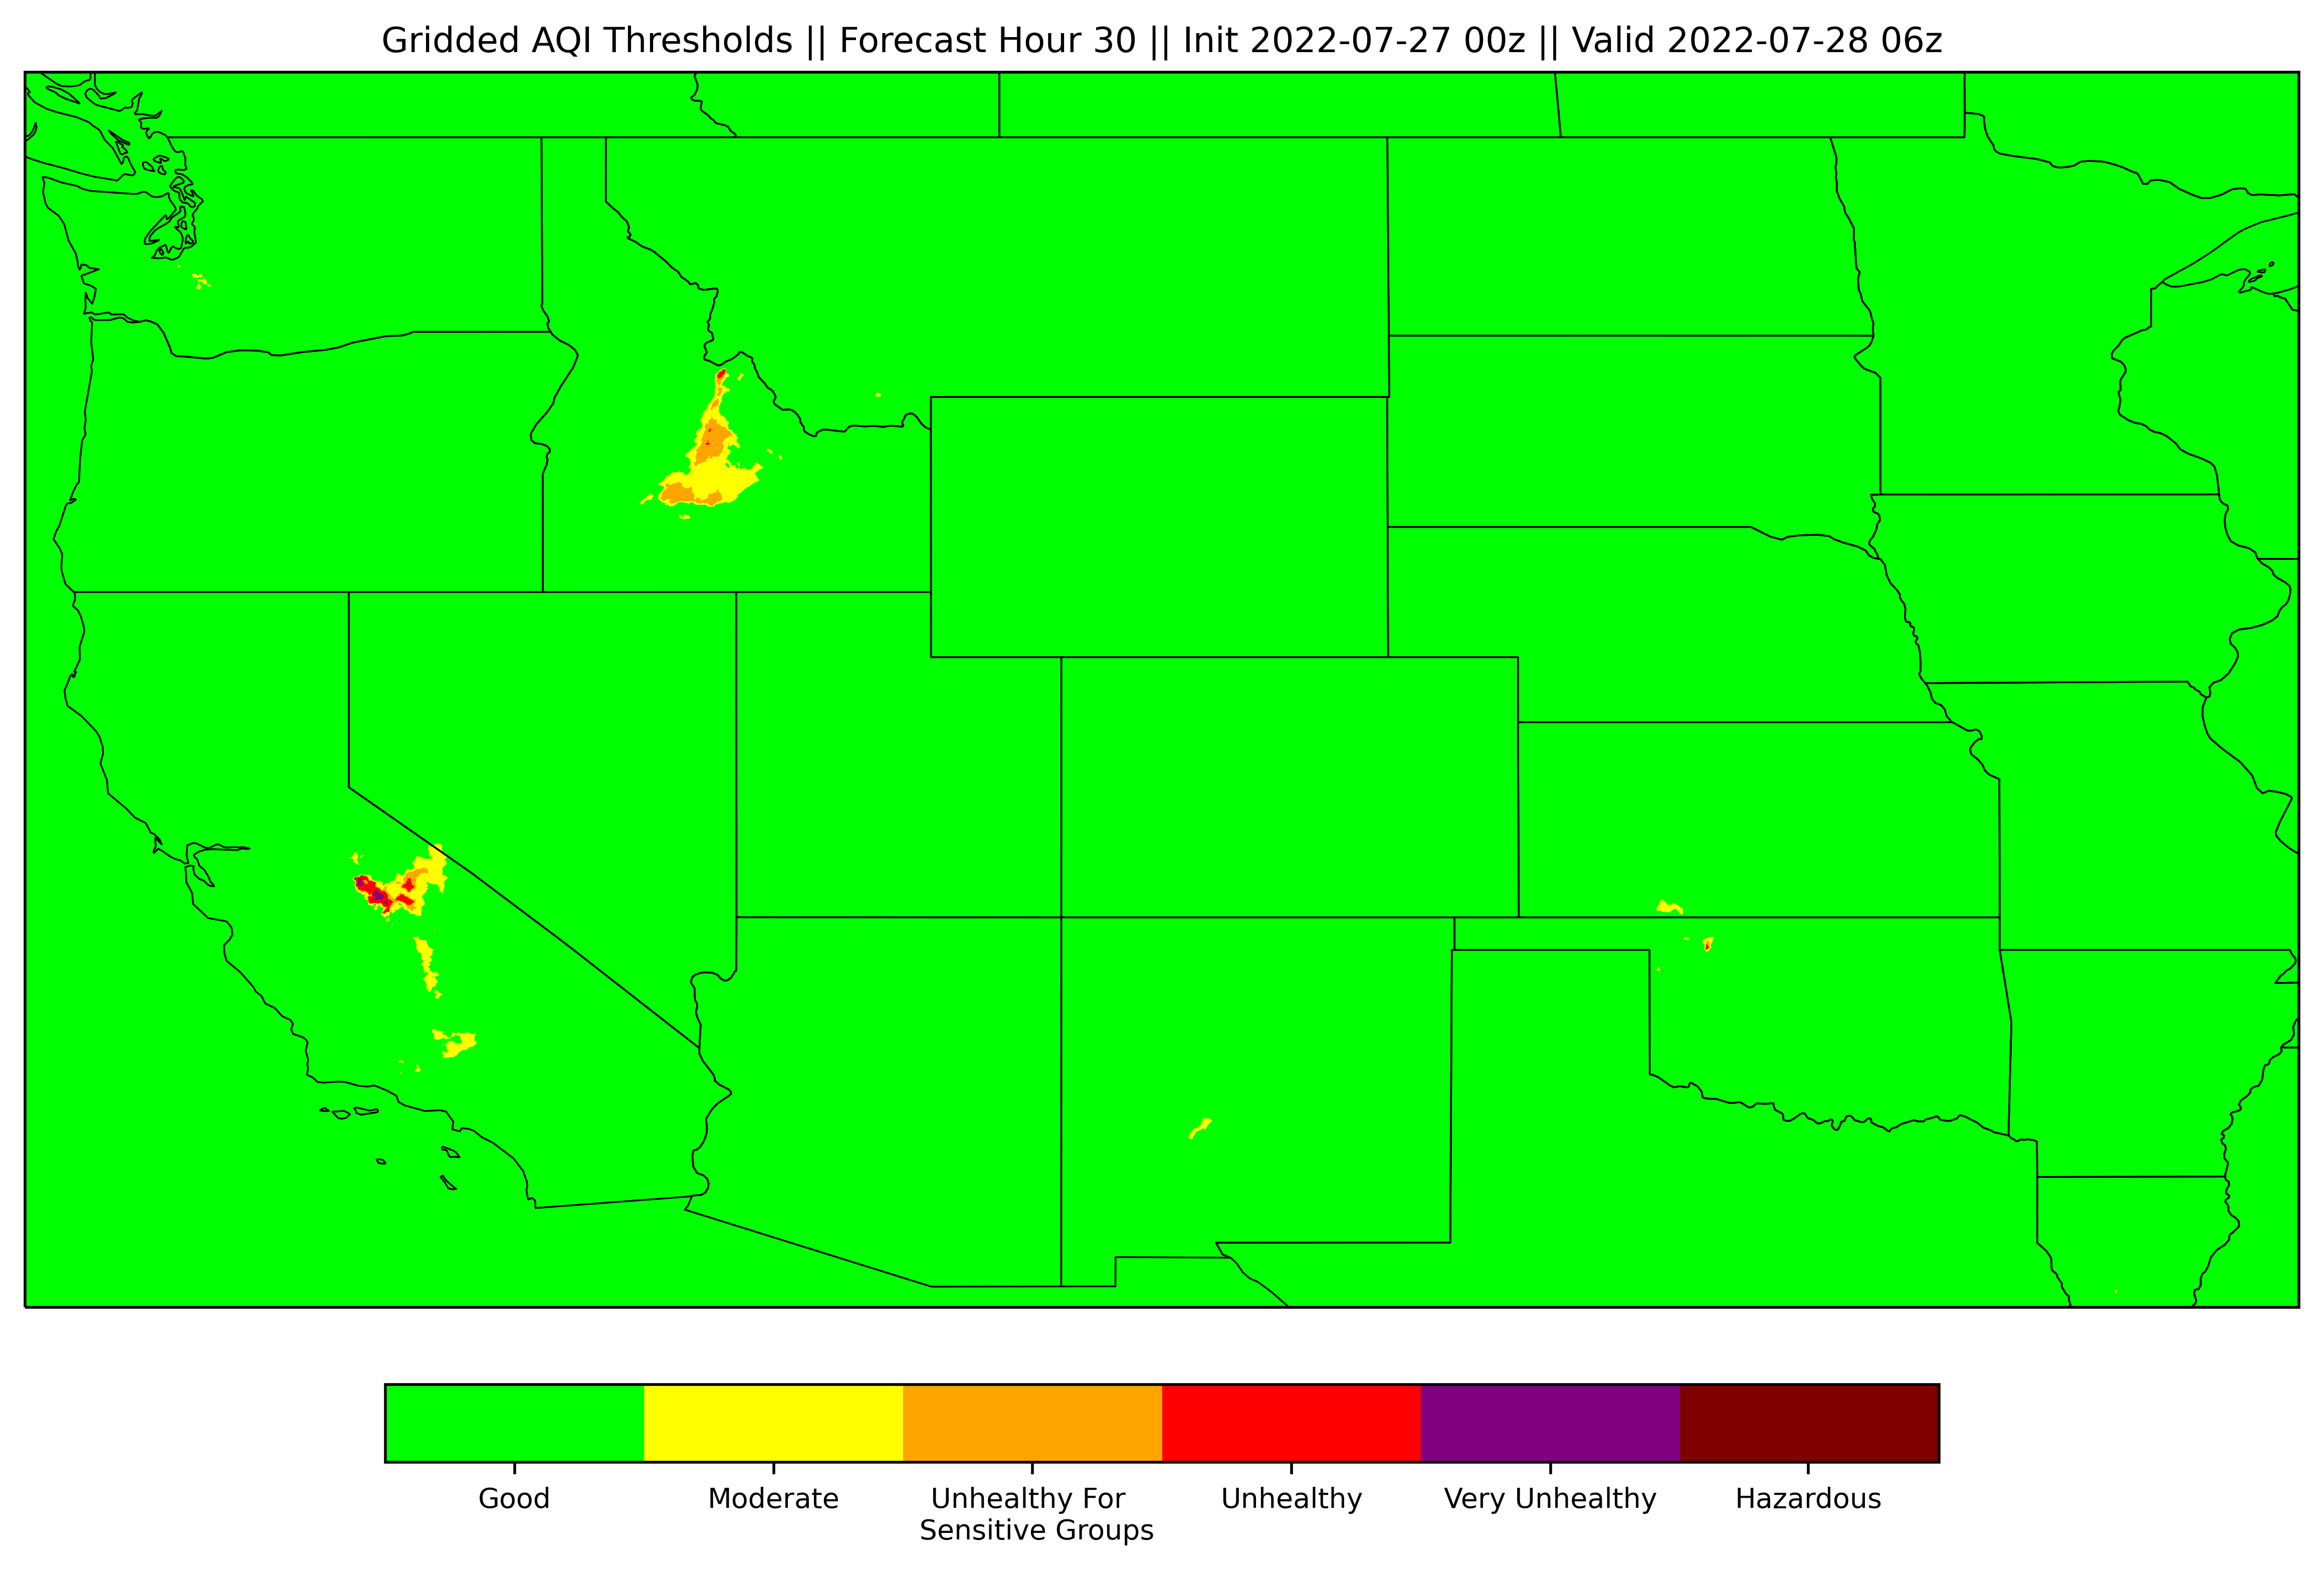 Gridded AQI Thresholds || Forecast Hour 30 || Init 2022-07-27 00z || Valid 2022-07-28 06z
Good Moderate Unhealthy For Unhealthy Very Unhealthy Hazardous
Sensitive Groups